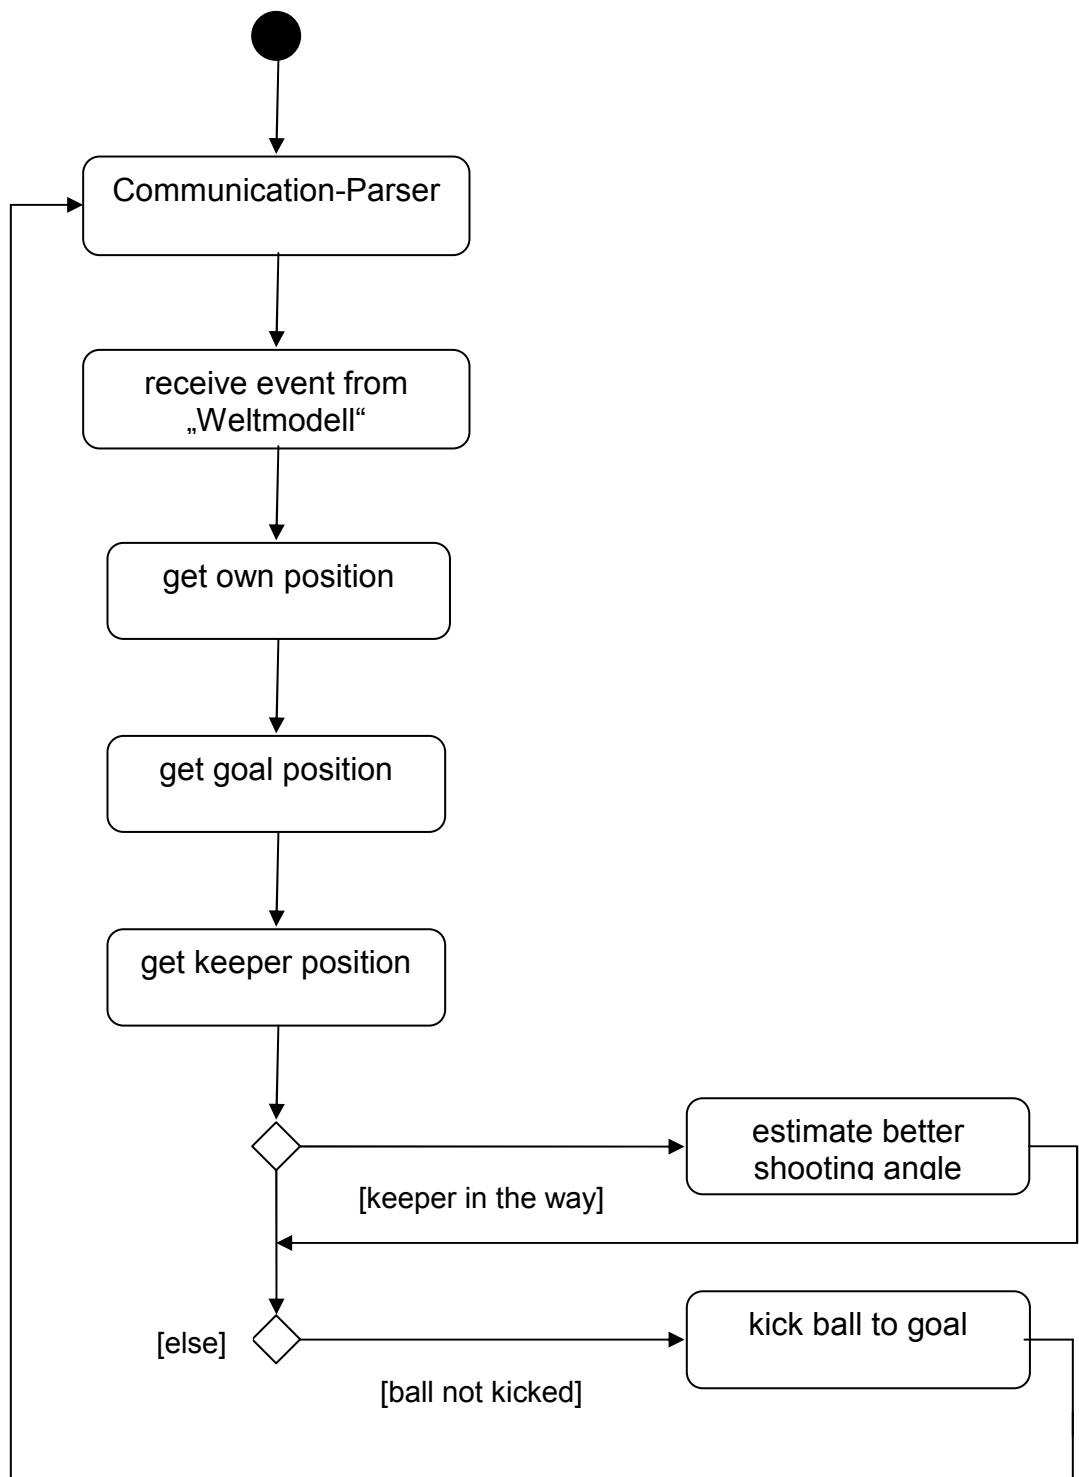 Communication-Parser
receive event from
„Weltmodell“
get own position
get goal position
get keeper position
estimate better
shooting angle
[keeper in the way]
kick ball to goal
[else]
[ball not kicked]